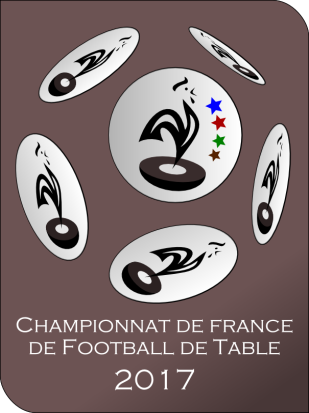 Championnat de france
de Football de Table
2017